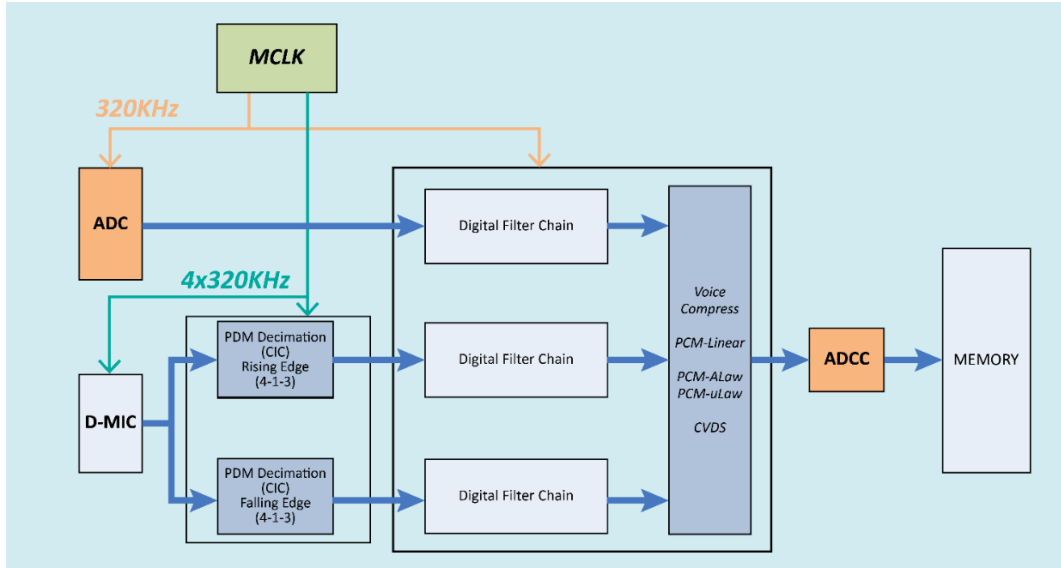 MCLK
320KHz
ADC
Digital Filter Chain
4x320KHz
Voice
Compress
PCM-Linear
PCM-ALaw
PCM-uLaw
CVDS
PDM Decimation
(CIC)
Rising Edge
(4-1-3)
Digital Filter Chain
ADCC
MEMORY
D-MIC
PDM Decimation
(CIC)
Falling Edge
(4-1-3)
Digital Filter Chain